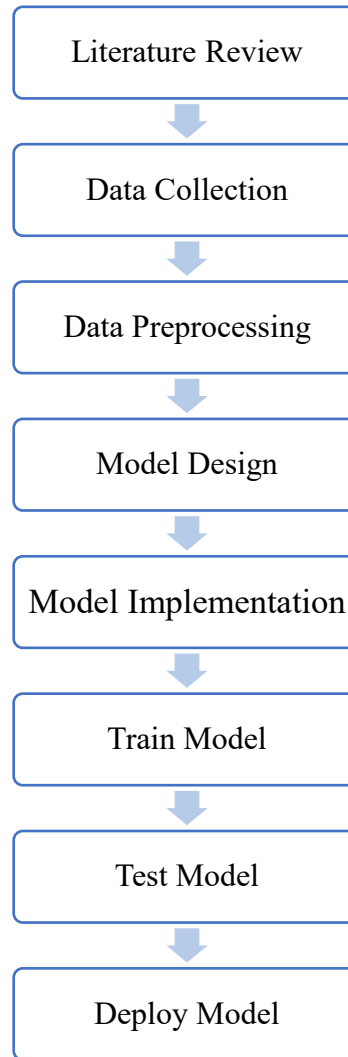 Literature Review
Data Collection
Data Preprocessing
Model Design
Model Implementation
Train Model
Test Model
Deploy Model